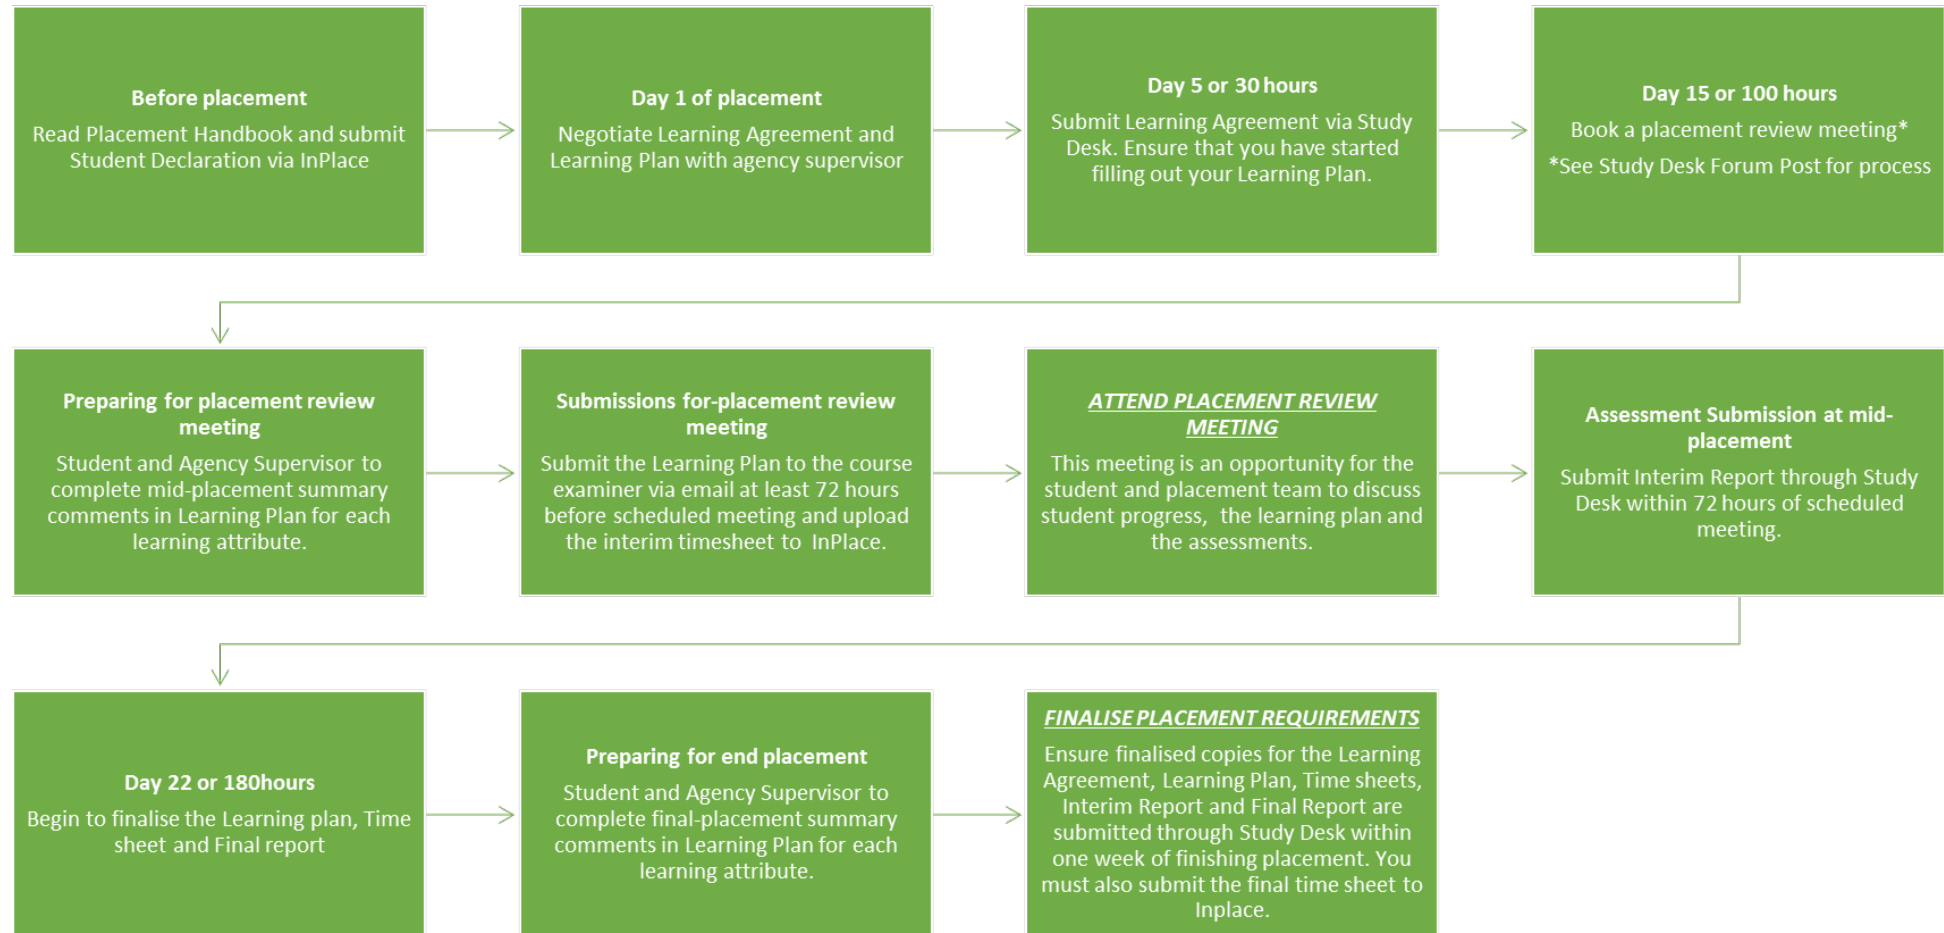 Before placement
Read Placement Handbook and submit
Student Declaration via InPlace
Day 1 of placement
Negotiate Learning Agreement and
Learning Plan with agency supervisor
Day 5 or 30 hours
Submit Learning Agreement via Study
Desk. Ensure that you have started
filling out your Learning Plan.
Day 15 or 100 hours
Book a placement review meeting*
*See Study Desk Forum Post for process
Preparing for placement review
meeting
Student and Agency Supervisor to
complete mid-placement summary
comments in Learning Plan for each
learning attribute.
Submissions for-placement review
meeting
Submit the Learning Plan to the course
examiner via email at least 72 hours
before scheduled meeting and upload
the interim timesheet to InPlace.
ATTEND PLACEMENT REVIEW
MEETING
This meeting is an opportunity for the
student and placement team to discuss
student progress, the learning plan and
the assessments.
Assessment Submission at mid-
placement
Submit Interim Report through Study
Desk within 72 hours of scheduled
meeting.
Day 22 or 180hours
Begin to finalise the Learning plan, Time
sheet and Final report
Preparing for end placement
Student and Agency Supervisor to
complete final-placement summary
comments in Learning Plan for each
learning attribute.
FINALISE PLACEMENT REQUIREMENTS
Ensure finalised copies for the Learning
Agreement, Learning Plan, Time sheets,
Interim Report and Final Report are
submitted through Study Desk within
one week of finishing placement. You
must also submit the final time sheet to
Inplace.